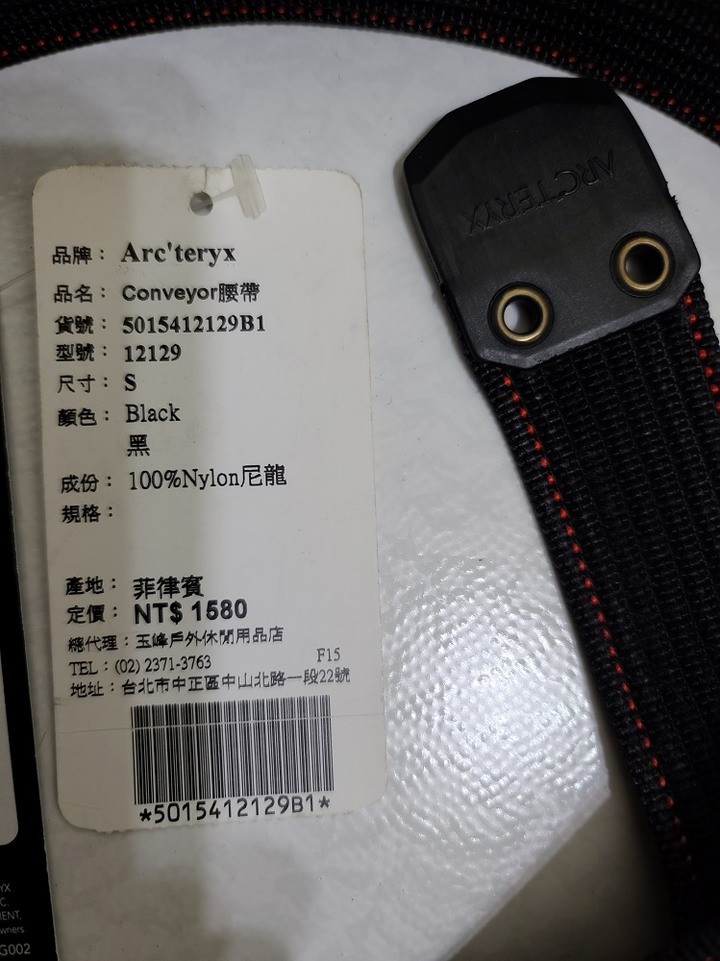 ARC'TERYX
品牌： Arc'teryx
品名： Conveyor腰帶
貨號： 5015412129B1
型號： 12129
尺寸： S
顏色： Black
黑
成份： 100%Nylon尼龍
規格：
產地： 菲律賓
定價： NT$ 1580
總代理：玉峰戶外休閒用品店
TEL：(02) 2371-3763 F15
地址：台北市中正區中山北路一段22號
*5015412129B1*
YX
C.
MENT,
wners
G002